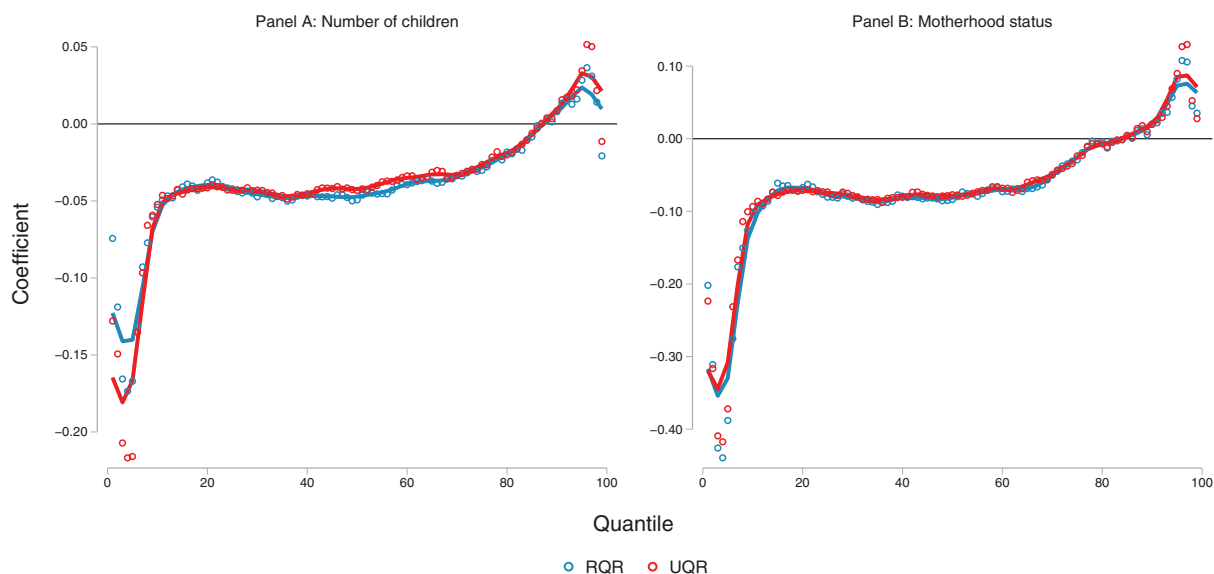 Panel A: Number of children
Panel B: Motherhood status
0.05
0.00
−0.05
−0.10
−0.15
−0.20
0.10
0.00
−0.10
−0.20
−0.30
−0.40
Coefficient
0 20 40 60 80 100
0 20 40 60 80 100
Quantile
RQR UQR